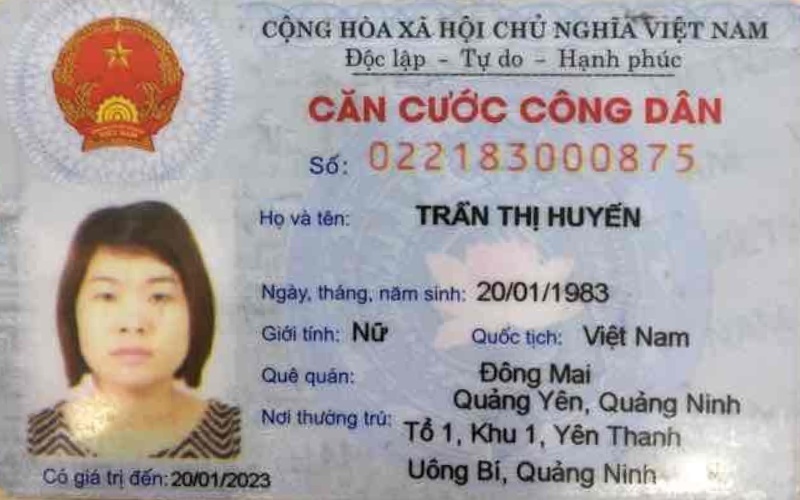 CỘNG HÒA XÃ HỘI CHỦ NGHĨA VIỆT NAM
Độc lập - Tự do - Hạnh phúc
CĂN CƯỚC CÔNG DÂN
Số: 022183000875
Họ và tên: TRẦN THỊ HUYẾN
Ngày, tháng, năm sinh: 20/01/1983
Giới tính: Nữ Quốc tịch: Việt Nam
Quê quán: Đông Mai
Quảng Yên, Quảng Ninh
Nơi thường trú: Tổ 1, Khu 1, Yên Thanh
Uông Bí, Quảng Ninh
Có giá trị đến: 20/01/2023